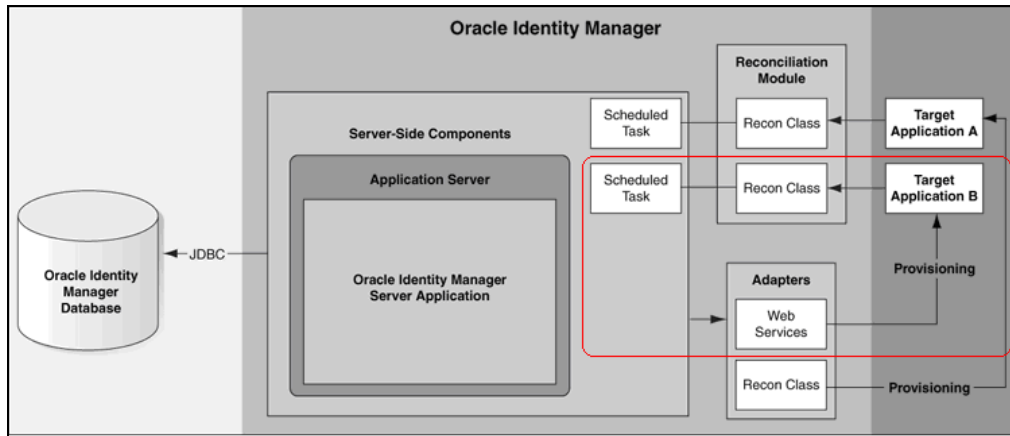 Oracle Identity Manager
Reconciliation
Module
Scheduled
Task
Recon Class
Target
Application A
Server-Side Components
Application Server
Scheduled
Task
Recon Class
Target
Application B
JDBC
Oracle Identity
Manager
Database
Oracle Identity Manager
Server Application
Provisioning
Adapters
Web
Services
Recon Class
Provisioning